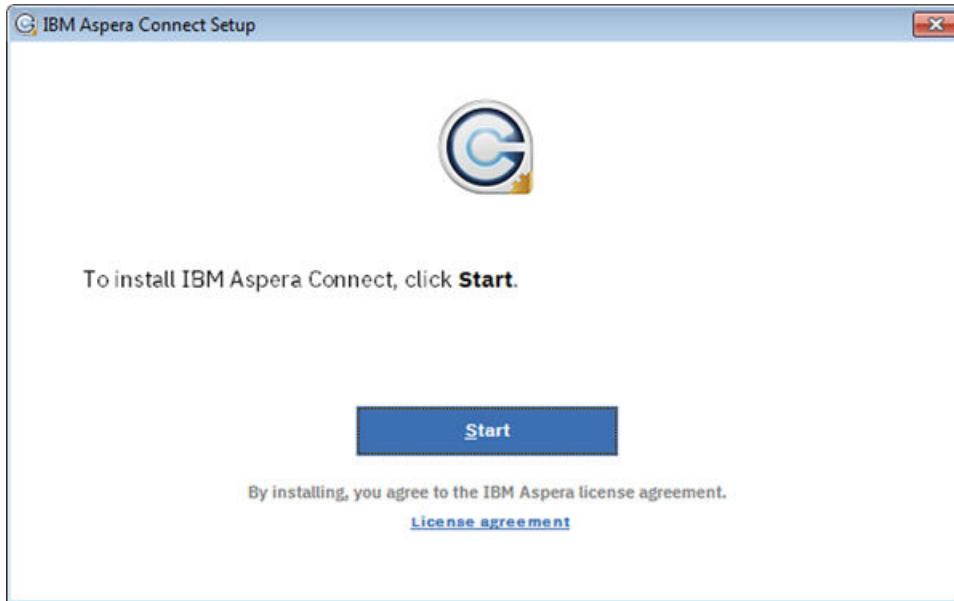 IBM Aspera Connect Setup
To install IBM Aspera Connect, click Start.
Start
By installing, you agree to the IBM Aspera license agreement.
License agreement